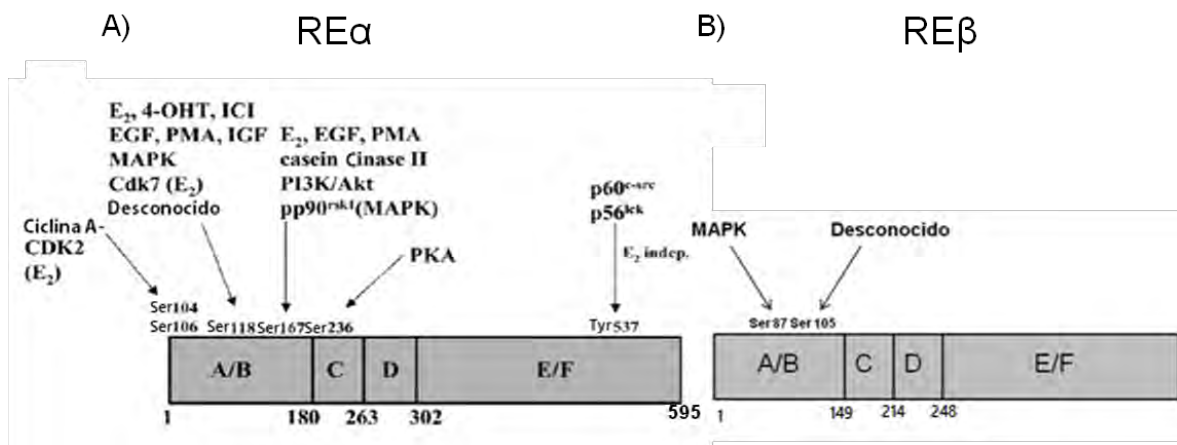 A) REα
E₂, 4-OHT, ICI
EGF, PMA, IGF
MAPK
Cdk7 (E₂)
Desconocido
E₂, EGF, PMA
casein çinase II
PI3K/Akt
pp90ʳˢᵏ¹(MAPK)
Ciclina A-
CDK2
(E₂)
PKA
p60ᶜ⁻ˢʳᶜ
p56ˡᶜᵏ
E₂ indep.
Ser104
Ser106
Ser118
Ser167
Ser236
Tyr537
A/B C D E/F
1 180 263 302 595
B) REβ
MAPK
Desconocido
Ser87 Ser105
A/B C D E/F
1 149 214 248